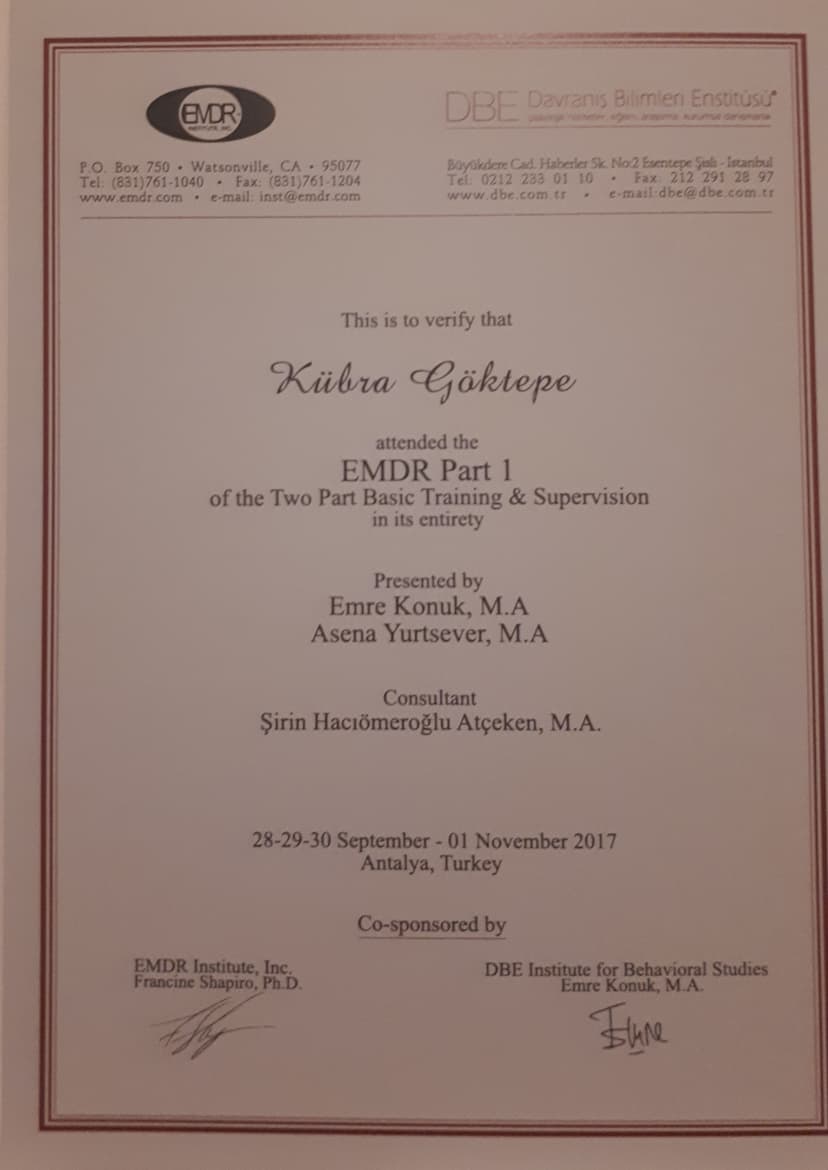 EMDR
INSTITUTE, INC.
P.O. Box 750 • Watsonville, CA • 95077
Tel: (831)761-1040 • Fax: (831)761-1204
www.emdr.com • e-mail: inst@emdr.com
DBE Davranış Bilimleri Enstitüsü
Büyükdere Cad. Haberler Sk. No:2 Esentepe Şişli - İstanbul
Tel: 0212 233 01 10 • Fax: 212 291 28 97
www.dbe.com.tr • e-mail:dbe@dbe.com.tr
This is to verify that
Kübra Göktepe
attended the
EMDR Part 1
of the Two Part Basic Training & Supervision
in its entirety
Presented by
Emre Konuk, M.A
Asena Yurtsever, M.A
Consultant
Şirin Hacıömeroğlu Atçeken, M.A.
28-29-30 September - 01 November 2017
Antalya, Turkey
Co-sponsored by
EMDR Institute, Inc.
Francine Shapiro, Ph.D.
DBE Institute for Behavioral Studies
Emre Konuk, M.A.